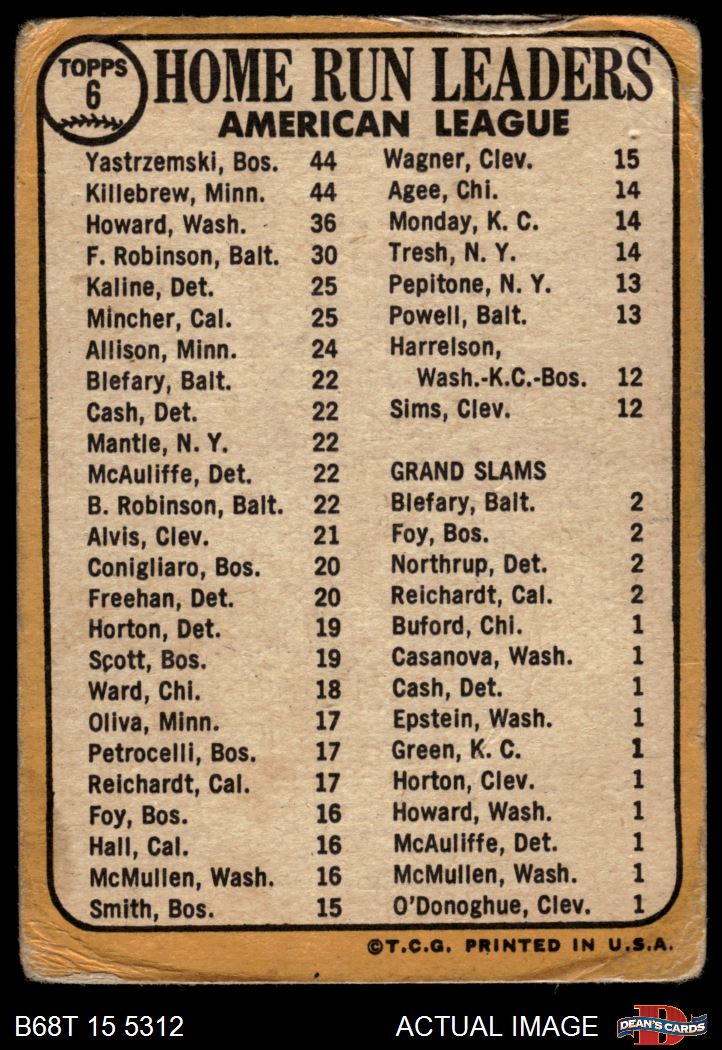 TOPPS
6
HOME RUN LEADERS
AMERICAN LEAGUE
Yastrzemski, Bos. 44
Killebrew, Minn. 44
Howard, Wash. 36
F. Robinson, Balt. 30
Kaline, Det. 25
Mincher, Cal. 25
Allison, Minn. 24
Blefary, Balt. 22
Cash, Det. 22
Mantle, N. Y. 22
McAuliffe, Det. 22
B. Robinson, Balt. 22
Alvis, Clev. 21
Conigliaro, Bos. 20
Freehan, Det. 20
Horton, Det. 19
Scott, Bos. 19
Ward, Chi. 18
Oliva, Minn. 17
Petrocelli, Bos. 17
Reichardt, Cal. 17
Foy, Bos. 16
Hall, Cal. 16
McMullen, Wash. 16
Smith, Bos. 15
Wagner, Clev. 15
Agee, Chi. 14
Monday, K. C. 14
Tresh, N. Y. 14
Pepitone, N. Y. 13
Powell, Balt. 13
Harrelson,
Wash.-K.C.-Bos. 12
Sims, Clev. 12
GRAND SLAMS
Blefary, Balt. 2
Foy, Bos. 2
Northrup, Det. 2
Reichardt, Cal. 2
Buford, Chi. 1
Casanova, Wash. 1
Cash, Det. 1
Epstein, Wash. 1
Green, K. C. 1
Horton, Clev. 1
Howard, Wash. 1
McAuliffe, Det. 1
McMullen, Wash. 1
O'Donoghue, Clev. 1
©T.C.G. PRINTED IN U.S.A.
B68T 15 5312
ACTUAL IMAGE
D
DEAN'S CARDS